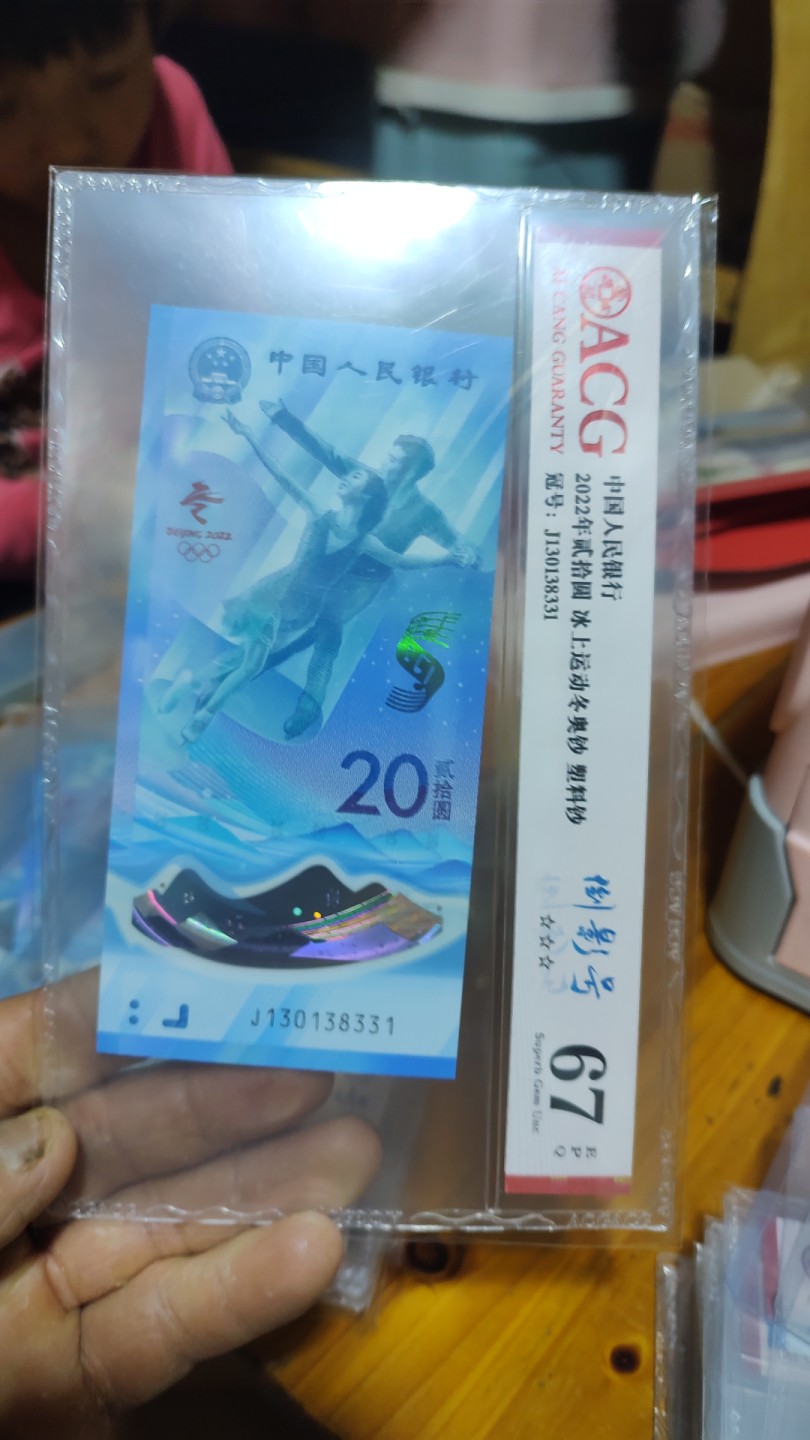 中国人民银行
BEIJING 2022
20
贰拾圆
J130138331
ACG
AI CANG GUARANTY
中国人民银行
2022年贰拾圆 冰上运动冬奥钞 塑料钞
冠号：J130138331
倒影号
☆☆☆
67
EPQ
Superb Gem Unc